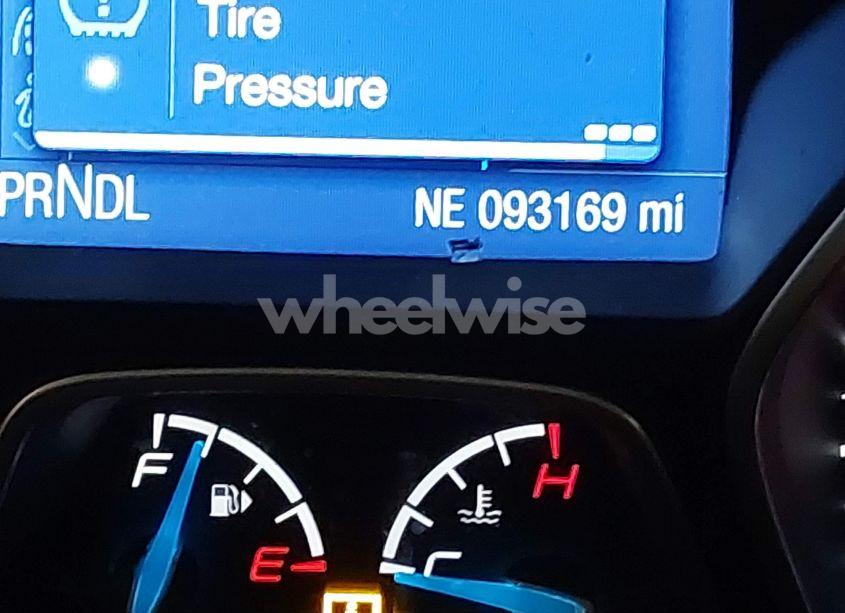 Tire
Pressure
PRNDL
NE 093169 mi
wheelwise
F
H
E
C